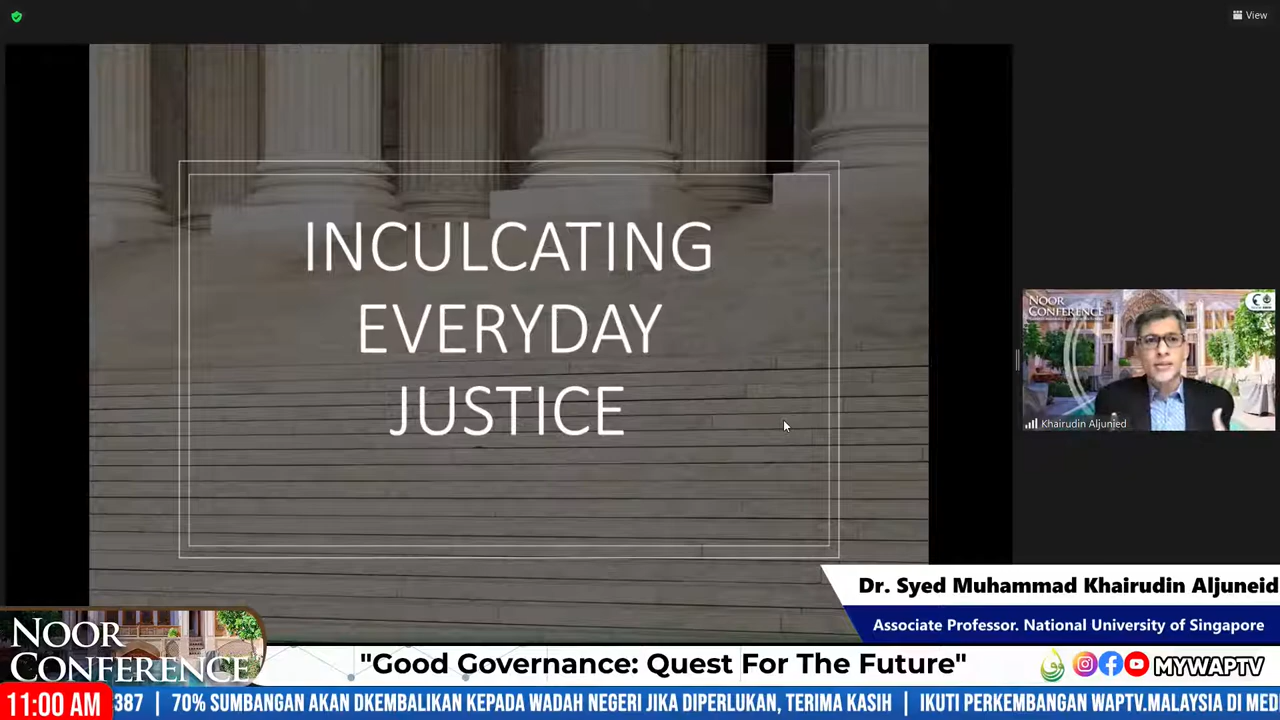 View
INCULCATING
EVERYDAY
JUSTICE
NOOR
CONFERENCE
Khairudin Aljunied
Dr. Syed Muhammad Khairudin Aljuneid
Associate Professor. National University of Singapore
NOOR
CONFERENCE
"Good Governance: Quest For The Future"
MYWAPTV
11:00 AM
387 | 70% SUMBANGAN AKAN DKEMBALIKAN KEPADA WADAH NEGERI JIKA DIPERLUKAN, TERIMA KASIH | IKUTI PERKEMBANGAN WAPTV.MALAYSIA DI MED